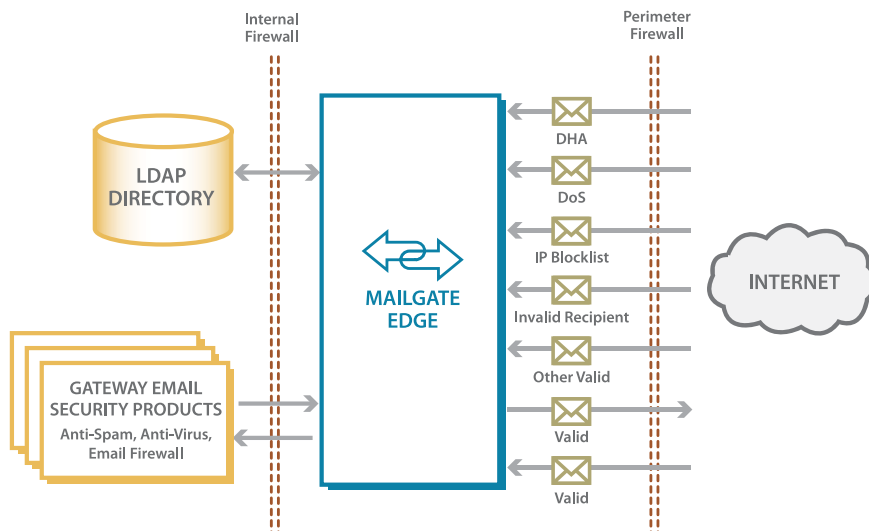 Internal
Firewall
Perimeter
Firewall
LDAP
DIRECTORY
MAILGATE
EDGE
DHA
DoS
IP Blocklist
Invalid Recipient
Other Valid
Valid
Valid
INTERNET
GATEWAY EMAIL
SECURITY PRODUCTS
Anti-Spam, Anti-Virus,
Email Firewall